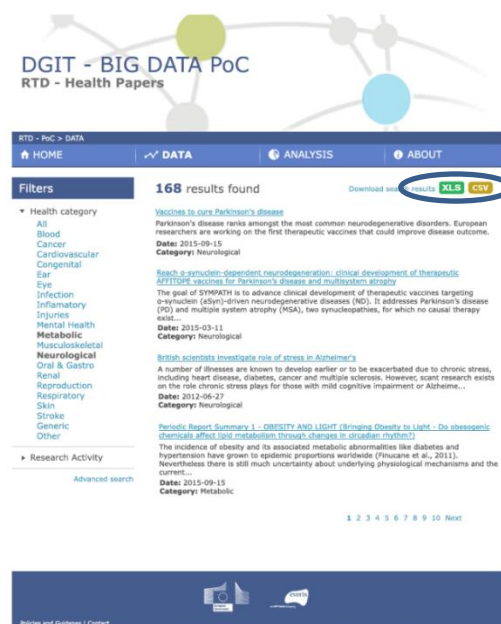 DGIT - BIG DATA PoC
RTD - Health Papers
RTD - PoC > DATA
HOME
DATA
ANALYSIS
ABOUT
Filters
Health category
All
Blood
Cancer
Cardiovascular
Congenital
Ear
Eye
Infection
Inflamatory
Injuries
Mental Health
Metabolic
Musculoskeletal
Neurological
Oral & Gastro
Renal
Reproduction
Respiratory
Skin
Stroke
Generic
Other
Research Activity
Advanced search
168 results found
Download search results XLS CSV
Vaccines to cure Parkinson's disease
Parkinson's disease ranks amongst the most common neurodegenerative disorders. European
researchers are working on the first therapeutic vaccines that could improve disease outcome.
Date: 2015-09-15
Category: Neurological
Reach α-synuclein-dependent neurodegeneration: clinical development of therapeutic
AFFITOPE vaccines for Parkinson's disease and multisystem atrophy
The goal of SYMPATH is to advance clinical development of therapeutic vaccines targeting
α-synuclein (aSyn)-driven neurodegenerative diseases (ND). It addresses Parkinson's disease
(PD) and multiple system atrophy (MSA), two synucleopathies, for which no causal therapy
exist...
Date: 2015-03-11
Category: Neurological
British scientists investigate role of stress in Alzheimer's
A number of illnesses are known to develop earlier or to be exacerbated due to chronic stress,
including heart disease, diabetes, cancer and multiple sclerosis. However, scant research exists
on the role chronic stress plays for those with mild cognitive impairment or Alzheime...
Date: 2012-06-27
Category: Neurological
Periodic Report Summary 1 - OBESITY AND LIGHT (Bringing Obesity to Light - Do obesogenic
chemicals affect lipid metabolism through changes in circadian rhythm?)
The incidence of obesity and its associated metabolic abnormalities like diabetes and
hypertension have grown to epidemic proportions worldwide (Finucane et al., 2011).
Nevertheless there is still much uncertainty about underlying physiological mechanisms and the
current...
Date: 2015-09-15
Category: Metabolic
1 2 3 4 5 6 7 8 9 10 Next
everis
Policies and Guidenes | Contact